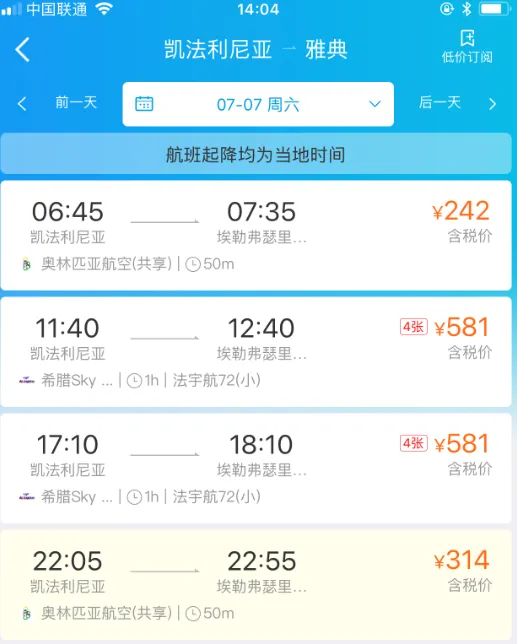 中国联通 14:04
凯法利尼亚 — 雅典
低价订阅
前一天 07-07 周六 后一天
航班起降均为当地时间
06:45 07:35 ¥242
凯法利尼亚 埃勒弗瑟里... 含税价
奥林匹亚航空(共享) | 50m
11:40 12:40 4张 ¥581
凯法利尼亚 埃勒弗瑟里... 含税价
希腊Sky ... | 1h | 法宇航72(小)
17:10 18:10 4张 ¥581
凯法利尼亚 埃勒弗瑟里... 含税价
希腊Sky ... | 1h | 法宇航72(小)
22:05 22:55 ¥314
凯法利尼亚 埃勒弗瑟里... 含税价
奥林匹亚航空(共享) | 50m